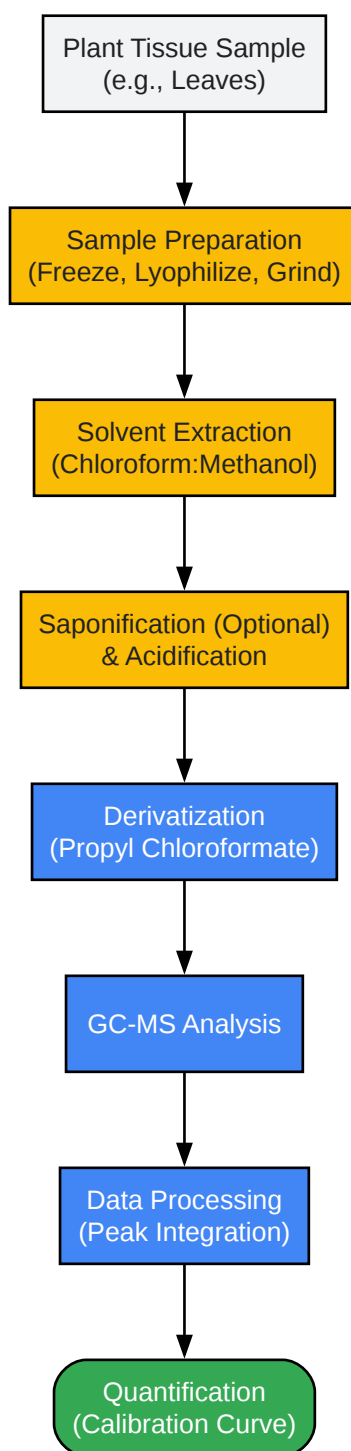 Plant Tissue Sample
(e.g., Leaves)
Sample Preparation
(Freeze, Lyophilize, Grind)
Solvent Extraction
(Chloroform:Methanol)
Saponification (Optional)
& Acidification
Derivatization
(Propyl Chloroformate)
GC-MS Analysis
Data Processing
(Peak Integration)
Quantification
(Calibration Curve)